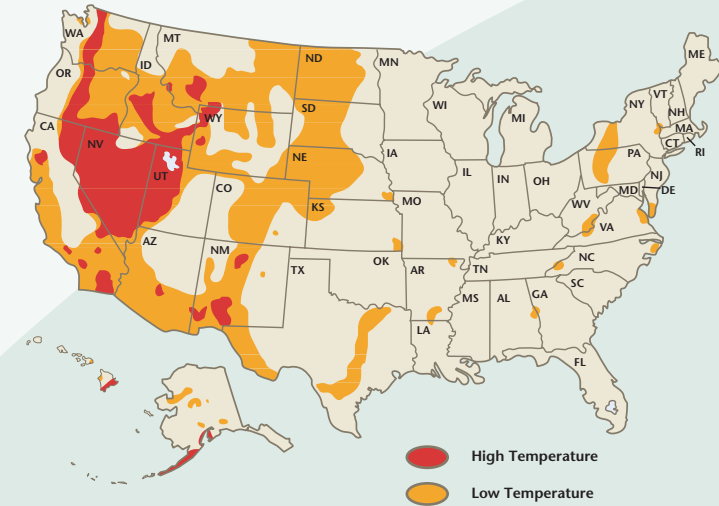 WA
MT
ND
MN
ME
OR
ID
VT
NH
NY
WI
SD
WY
MI
MA
CT
RI
CA
NV
NE
IA
PA
NJ
UT
CO
IL
IN
OH
MD
DE
WV
KS
MO
VA
KY
AZ
NM
OK
TX
AR
TN
NC
SC
MS
AL
GA
LA
FL
High Temperature
Low Temperature